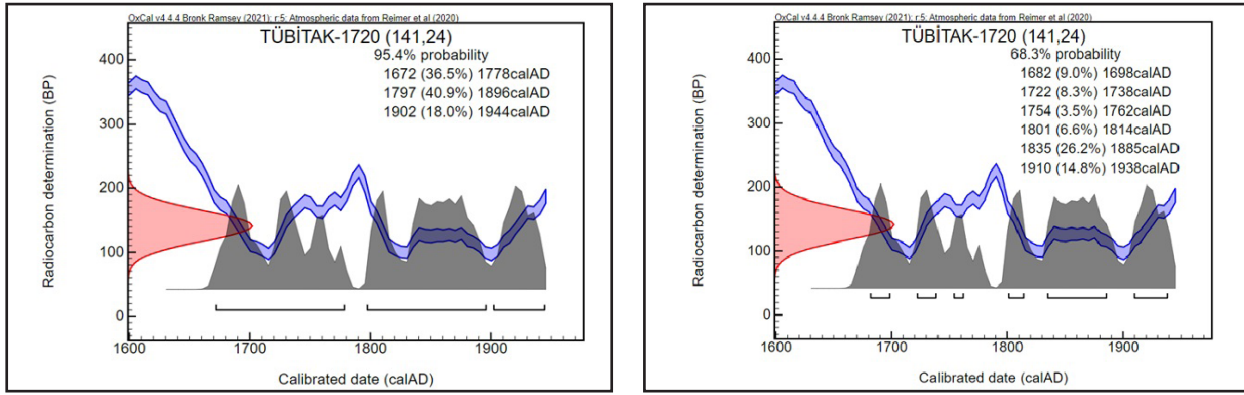 OxCal v4.4.4 Bronk Ramsey (2021); r:5; Atmospheric data from Reimer et al (2020)
TÜBİTAK-1720 (141,24)
95.4% probability
1672 (36.5%) 1778calAD
1797 (40.9%) 1896calAD
1902 (18.0%) 1944calAD
Radiocarbon determination (BP)
400
300
200
100
0
1600
1700
1800
1900
Calibrated date (calAD)
OxCal v4.4.4 Bronk Ramsey (2021); r:5; Atmospheric data from Reimer et al (2020)
TÜBİTAK-1720 (141,24)
68.3% probability
1682 (9.0%) 1698calAD
1722 (8.3%) 1738calAD
1754 (3.5%) 1762calAD
1801 (6.6%) 1814calAD
1835 (26.2%) 1885calAD
1910 (14.8%) 1938calAD
Radiocarbon determination (BP)
400
300
200
100
0
1600
1700
1800
1900
Calibrated date (calAD)